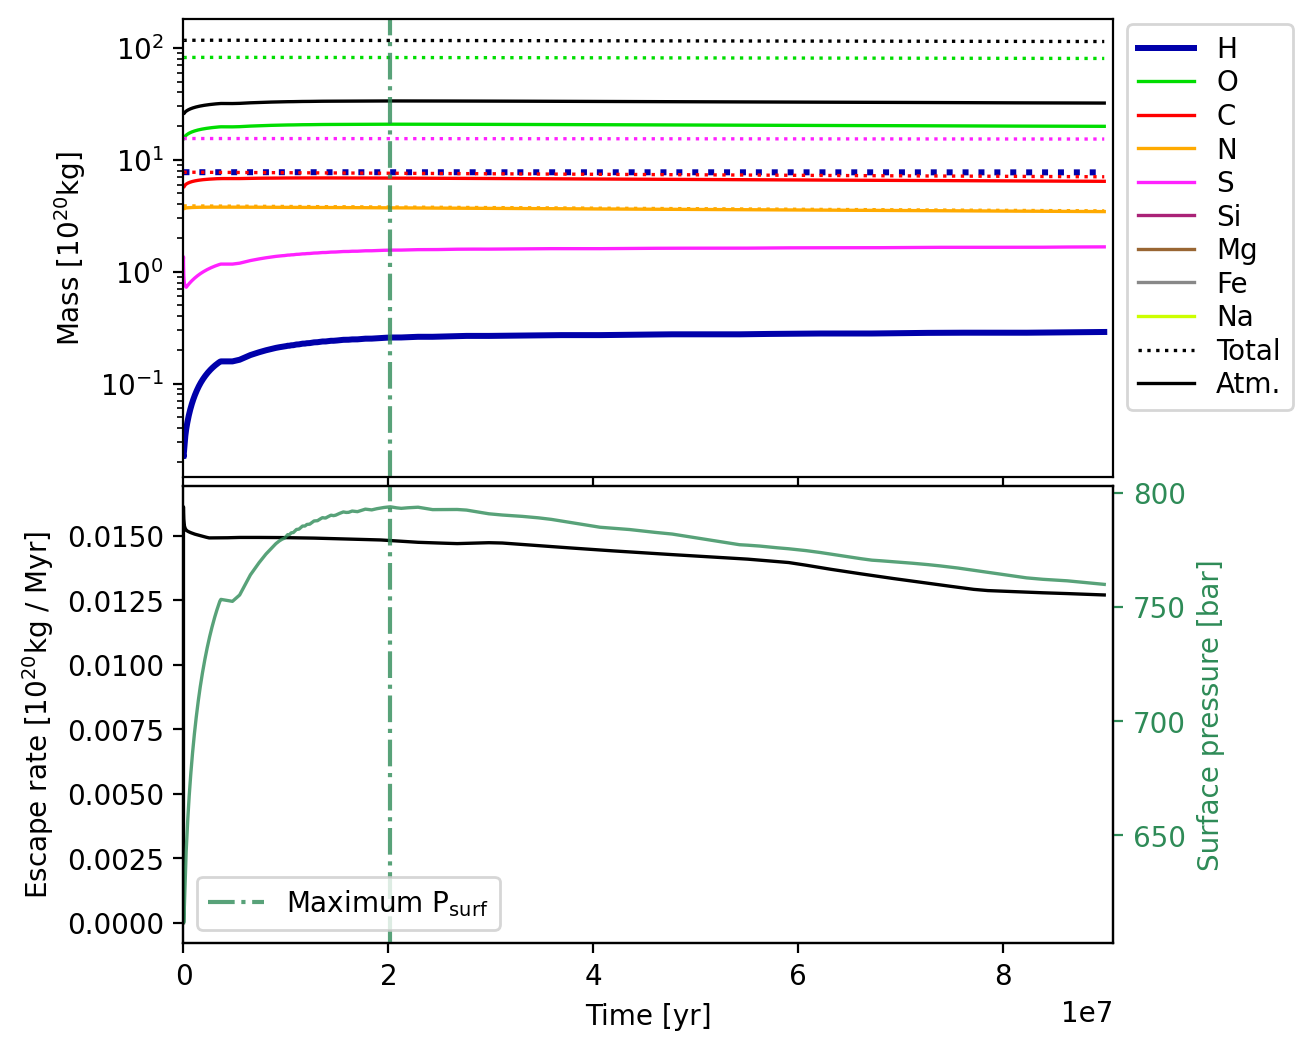 10²
10¹
10⁰
10⁻¹
Mass [10²⁰kg]
H
O
C
N
S
Si
Mg
Fe
Na
Total
Atm.
0.0150
0.0125
0.0100
0.0075
0.0050
0.0025
0.0000
Escape rate [10²⁰kg / Myr]
800
750
700
650
Surface pressure [bar]
Maximum P_surf
0 2 4 6 8
Time [yr]
1e7